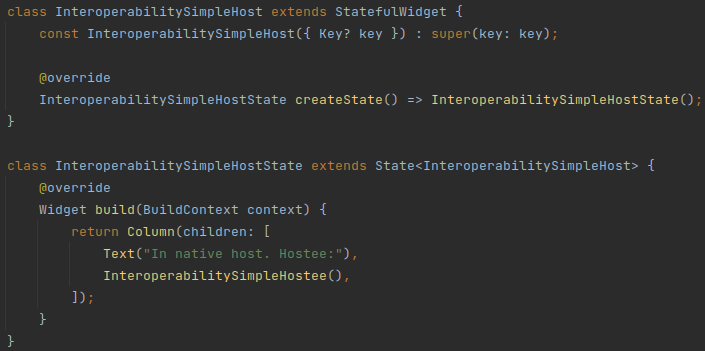 class InteroperabilitySimpleHost extends StatefulWidget {
    const InteroperabilitySimpleHost({ Key? key }) : super(key: key);

    @override
    InteroperabilitySimpleHostState createState() => InteroperabilitySimpleHostState();
}

class InteroperabilitySimpleHostState extends State<InteroperabilitySimpleHost> {
    @override
    Widget build(BuildContext context) {
        return Column(children: [
            Text("In native host. Hostee:"),
            InteroperabilitySimpleHostee(),
        ]);
    }
}